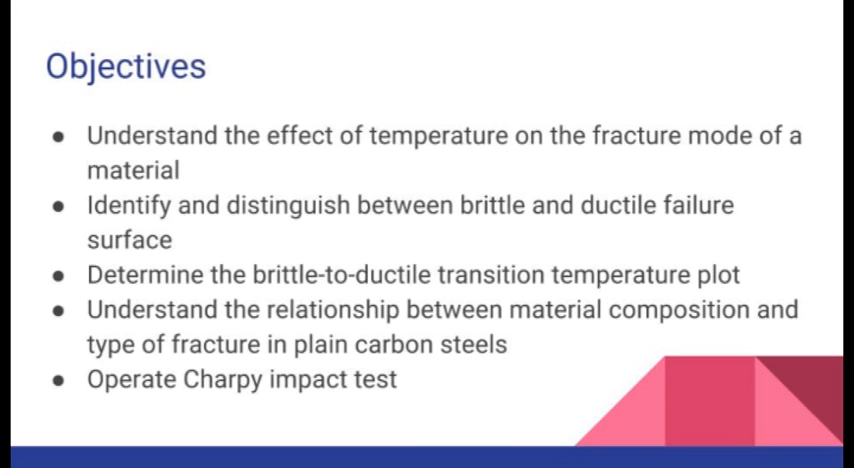 Objectives
● Understand the effect of temperature on the fracture mode of a
material
● Identify and distinguish between brittle and ductile failure
surface
● Determine the brittle-to-ductile transition temperature plot
● Understand the relationship between material composition and
type of fracture in plain carbon steels
● Operate Charpy impact test